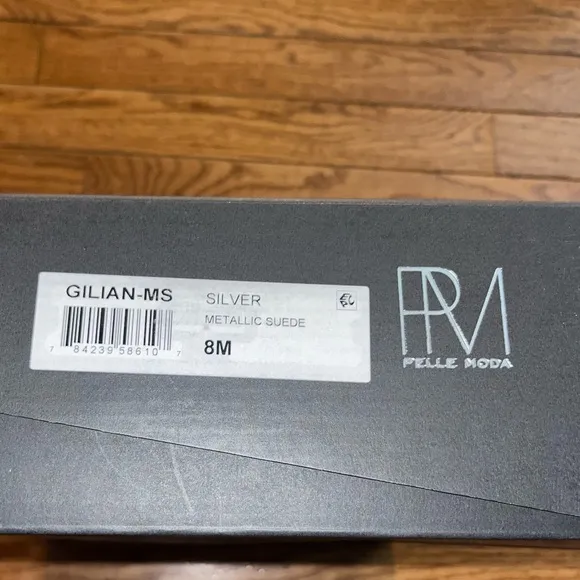 GILIAN-MS
SILVER
METALLIC SUEDE
8M
7 84239 58610 7
PM
PELLE MODA